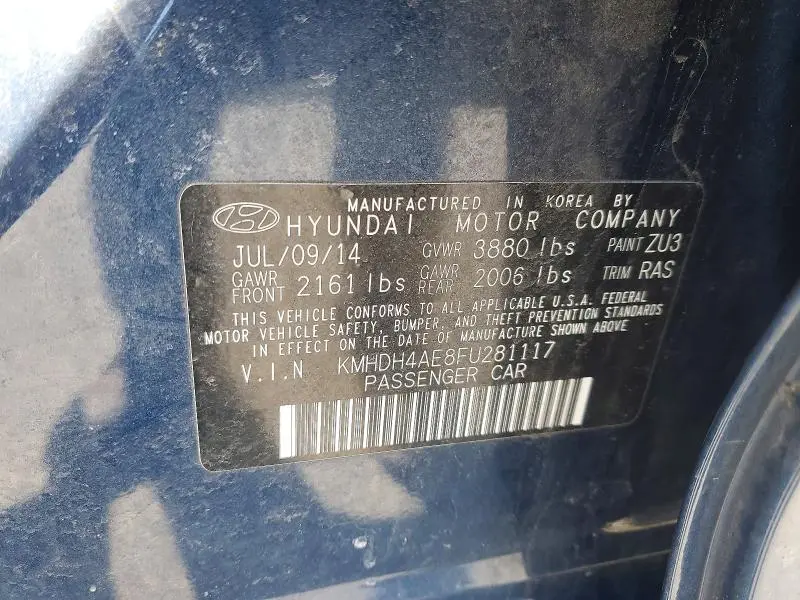 MANUFACTURED IN KOREA BY
HYUNDAI MOTOR COMPANY
JUL/09/14 GVWR 3880 lbs PAINT ZU3
GAWR FRONT 2161 lbs GAWR REAR 2006 lbs TRIM RAS
THIS VEHICLE CONFORMS TO ALL APPLICABLE U.S.A. FEDERAL
MOTOR VEHICLE SAFETY, BUMPER, AND THEFT PREVENTION STANDARDS
IN EFFECT ON THE DATE OF MANUFACTURE SHOWN ABOVE
V.I.N KMHDH4AE8FU281117
PASSENGER CAR